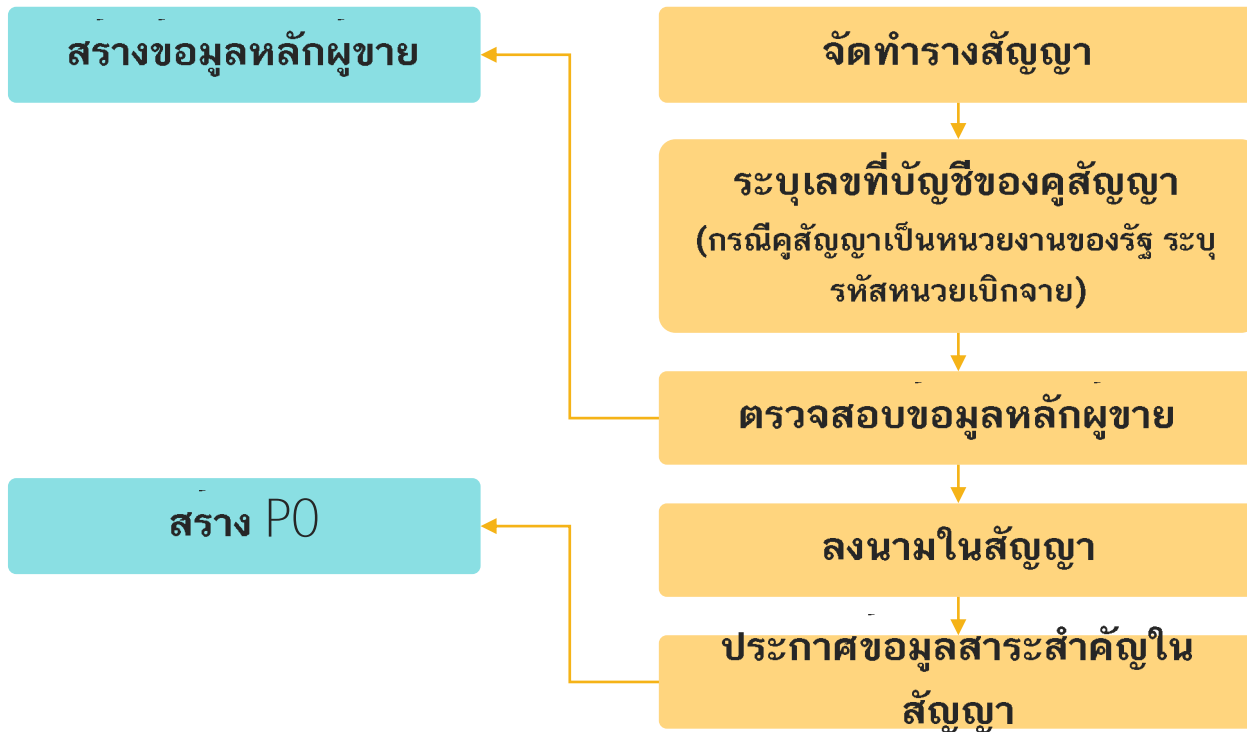 สร้างข้อมูลหลักผู้ขาย
จัดทำรางสัญญา
ระบุเลขที่บัญชีของคูสัญญา
(กรณีคูสัญญาเป็นหนวยงานของรัฐ ระบุ
รหัสหนวยเบิกจาย)
ตรวจสอบข้อมูลหลักผู้ขาย
สร้าง PO
ลงนามในสัญญา
ประกาศข้อมูลสาระสำคัญใน
สัญญา